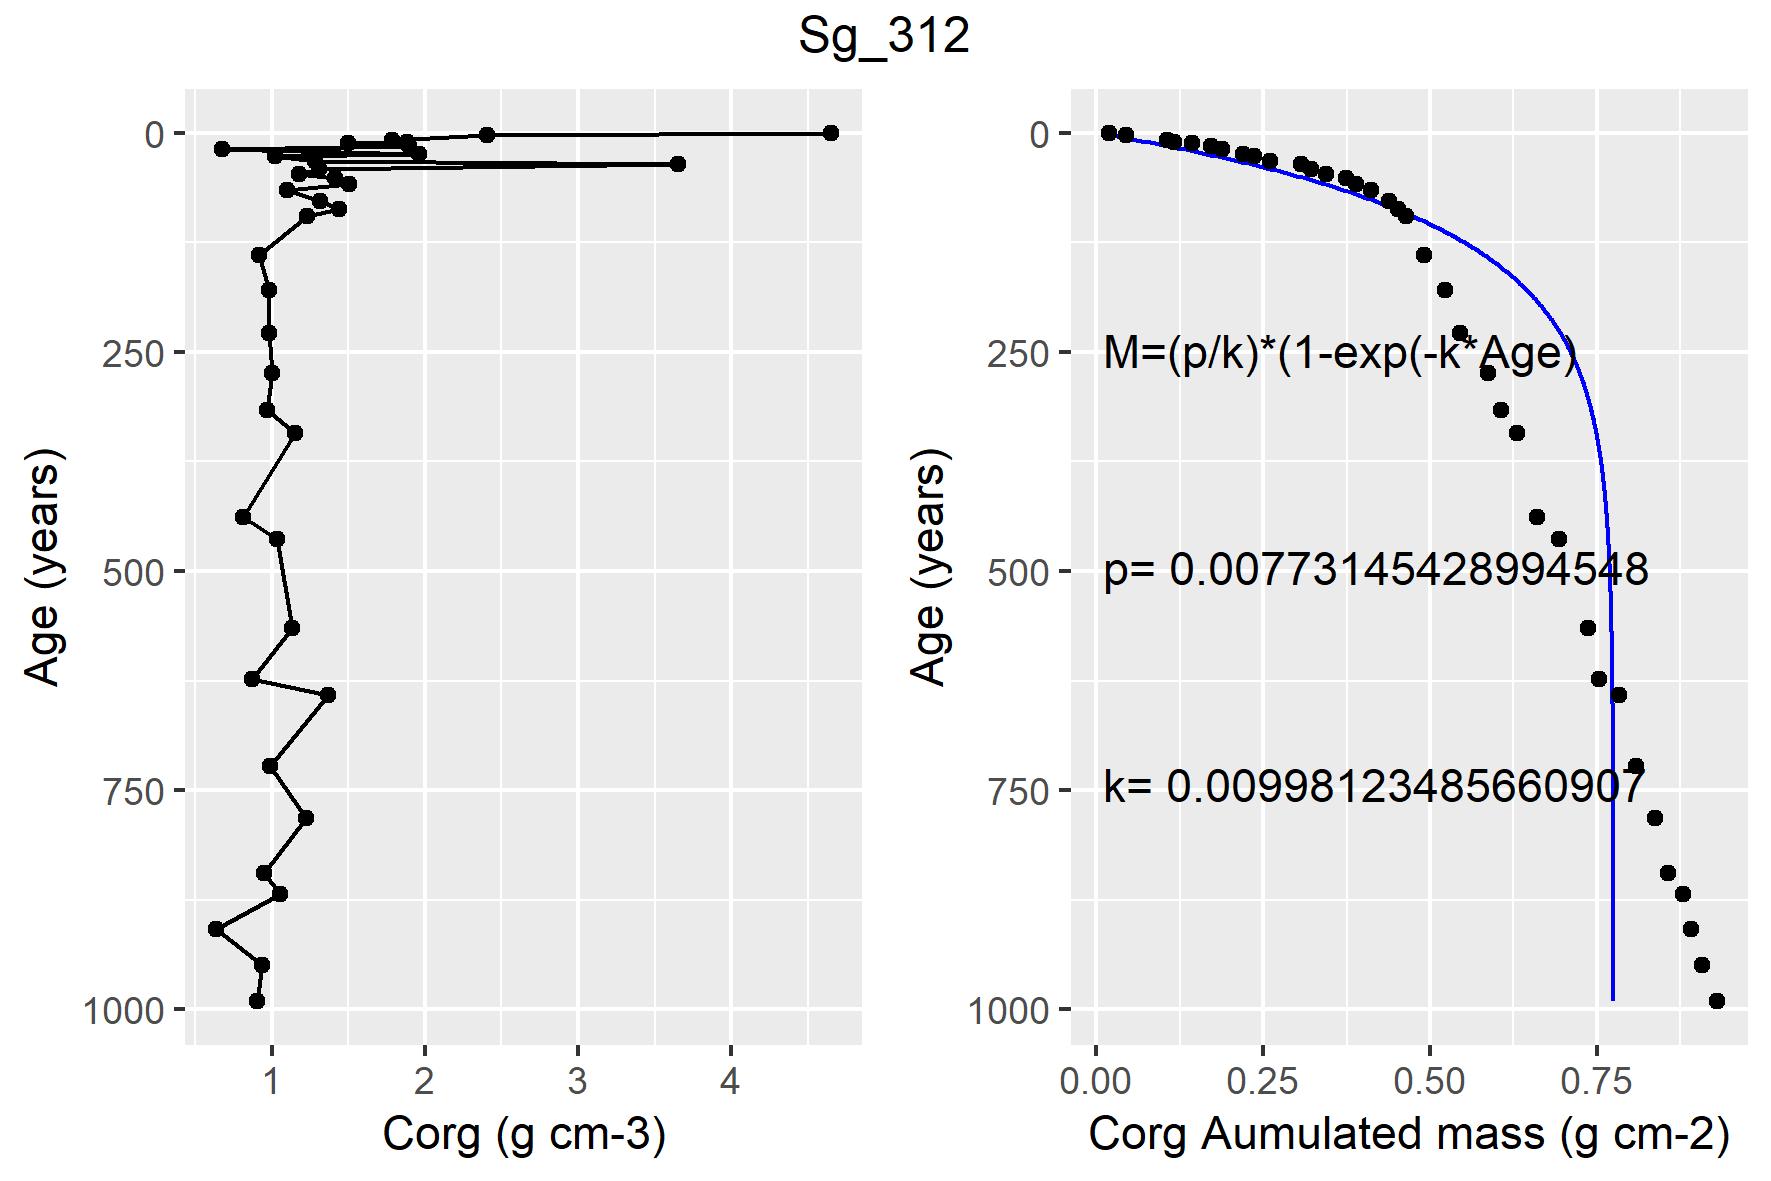 Sg_312
Age (years)
0
250
500
750
1000
1
2
3
4
Corg (g cm-3)
Age (years)
0
250
500
750
1000
M=(p/k)*(1-exp(-k*Age)
p= 0.00773145428994548
k= 0.00998123485660907
0.00
0.25
0.50
0.75
Corg Aumulated mass (g cm-2)